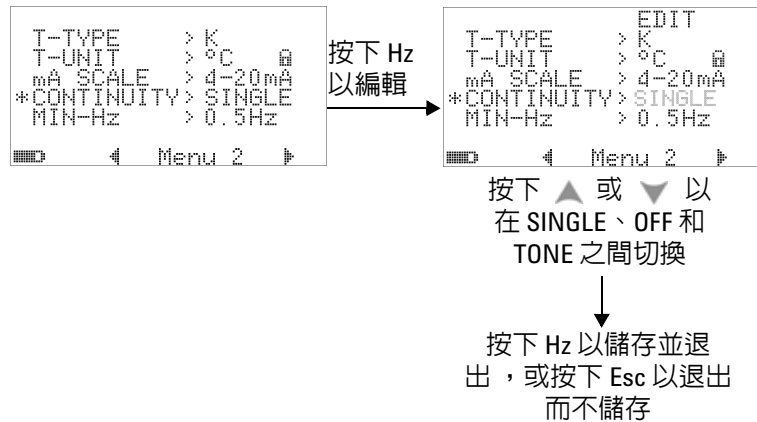 T-TYPE > K
T-UNIT > ºC
mA SCALE > 4-20mA
*CONTINUITY> SINGLE
MIN-Hz > 0.5Hz
Menu 2
按下 Hz
以編輯
EDIT
T-TYPE > K
T-UNIT > ºC
mA SCALE > 4-20mA
*CONTINUITY> SINGLE
MIN-Hz > 0.5Hz
Menu 2
按下 ▲ 或 ▼ 以
在 SINGLE、OFF 和
TONE 之間切換
按下 Hz 以儲存並退
出 ，或按下 Esc 以退出
而不儲存